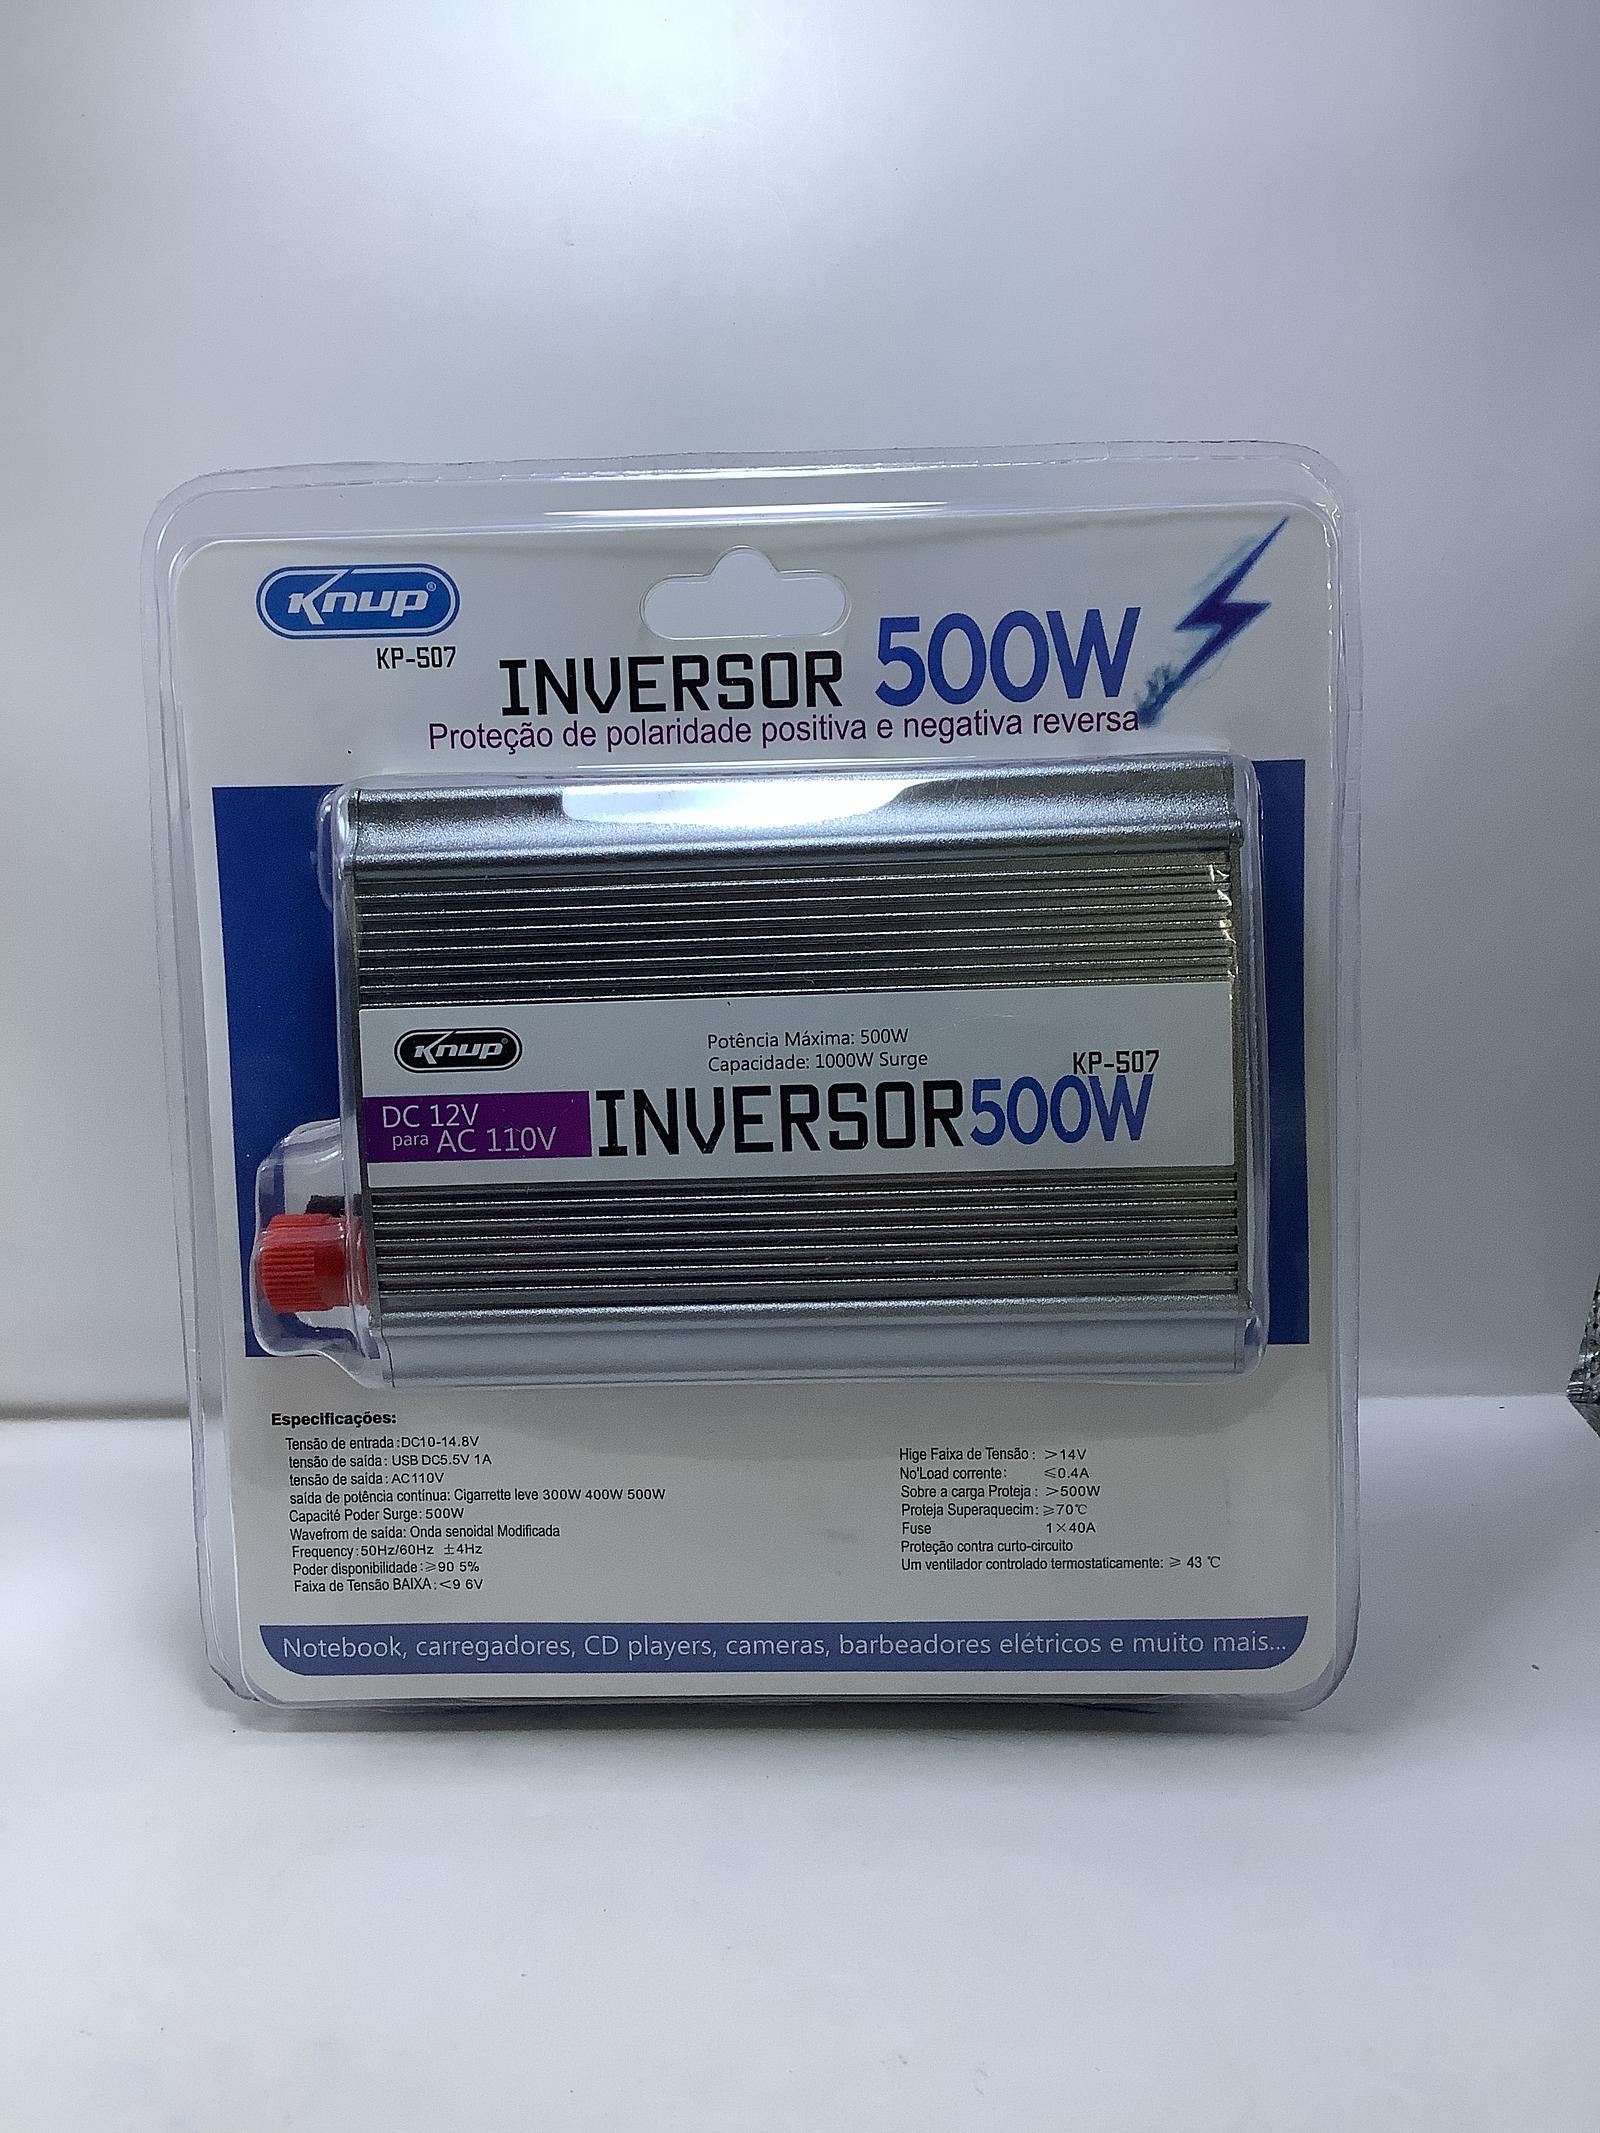 Knup®
KP-507
INVERSOR 500W
Proteção de polaridade positiva e negativa reversa
Knup®
Potência Máxima: 500W
Capacidade: 1000W Surge
KP-507
DC 12V
para AC 110V
INVERSOR 500W
Especificações:
Tensão de entrada:DC10-14.8V
tensão de saída: USB DC5.5V 1A
tensão de saída: AC110V
saída de potência contínua: Cigarrette leve 300W 400W 500W
Capacité Poder Surge: 500W
Wavefrom de saída: Onda senoidal Modificada
Frequency:50Hz/60Hz ±4Hz
Poder disponibilidade:≥90 5%
Faixa de Tensão BAIXA:<9 6V
Hige Faixa de Tensão: >14V
No'Load corrente: ≤0.4A
Sobre a carga Proteja: >500W
Proteja Superaquecim: ≥70℃
Fuse 1×40A
Proteção contra curto-circuito
Um ventilador controlado termostaticamente: ≥ 43 ℃
Notebook, carregadores, CD players, cameras, barbeadores elétricos e muito mais...